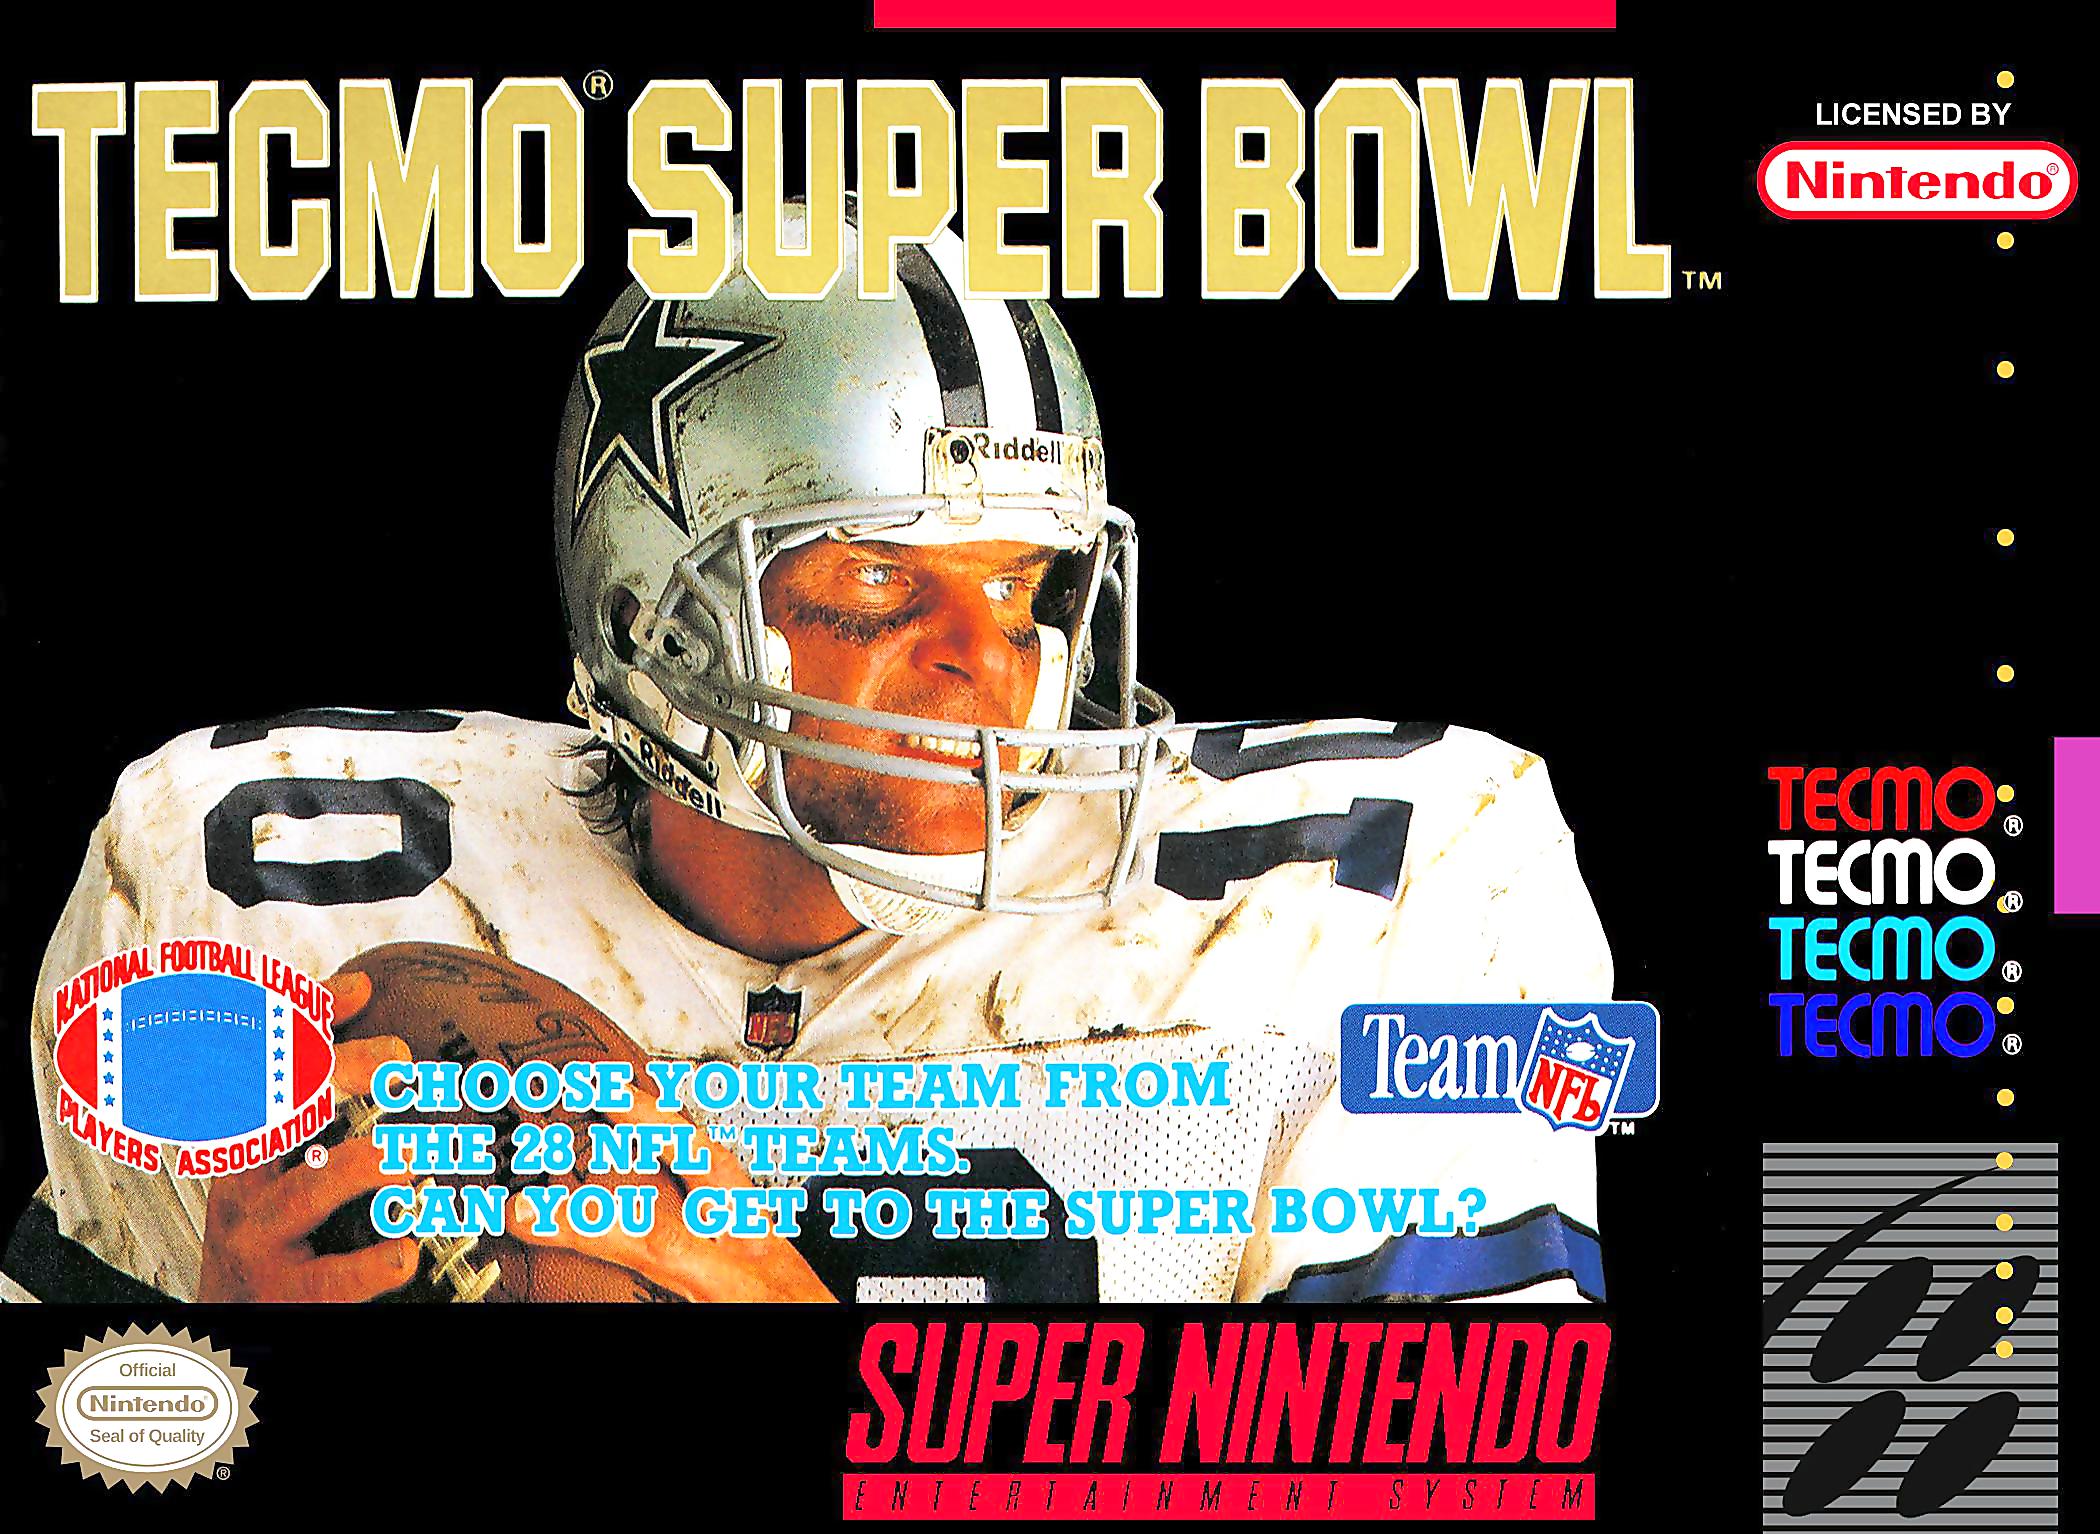 TECMO® SUPER BOWL™
LICENSED BY
Nintendo®
Riddell
Riddell
0
NFL
TECMO®
TECMO®
TECMO®
TECMO®
NATIONAL FOOTBALL LEAGUE
PLAYERS ASSOCIATION®
Team NFL™
CHOOSE YOUR TEAM FROM
THE 28 NFL™ TEAMS.
CAN YOU GET TO THE SUPER BOWL?
Official
Nintendo®
Seal of Quality
®
SUPER NINTENDO
ENTERTAINMENT SYSTEM